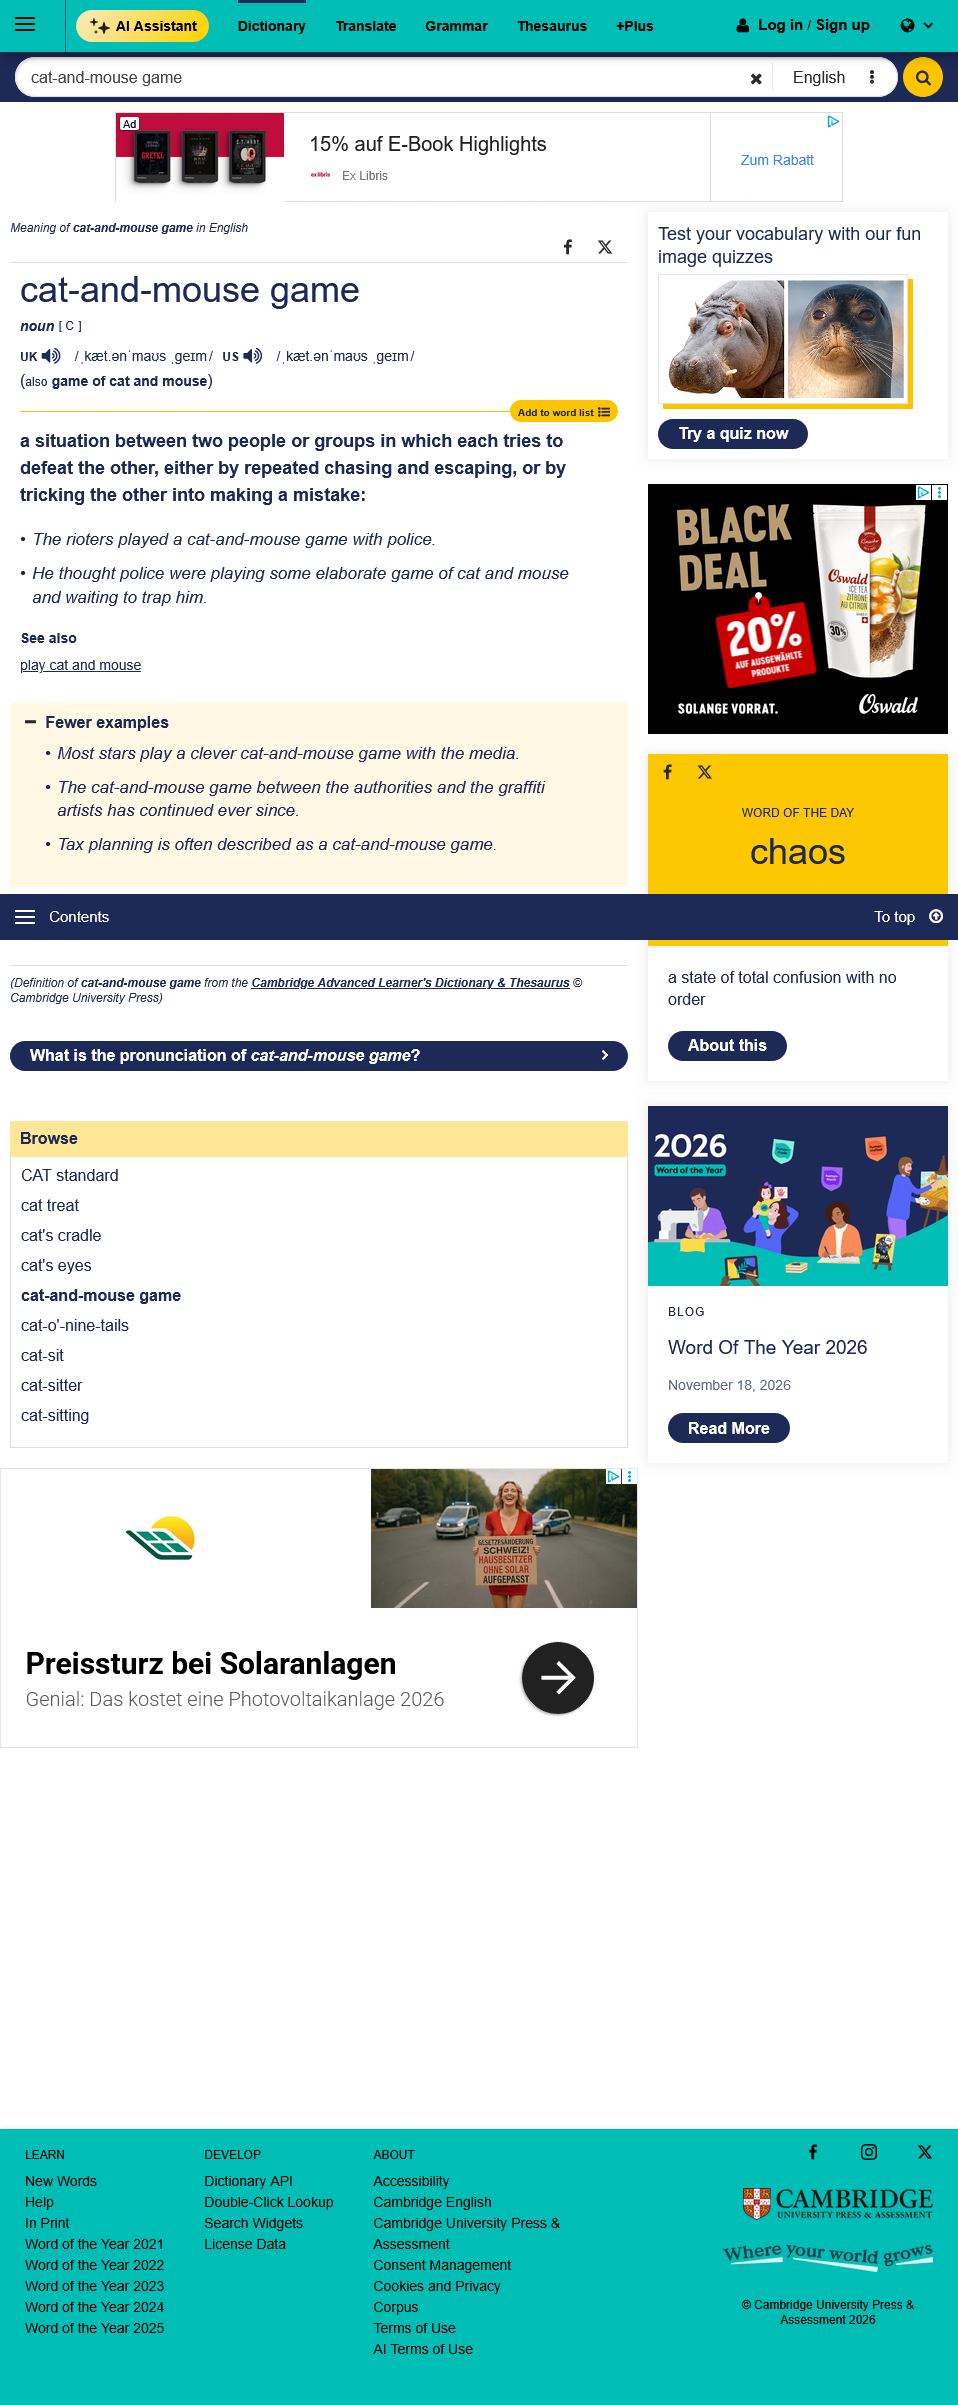 AI Assistant
Dictionary
Translate
Grammar
Thesaurus
+Plus
Log in / Sign up
cat-and-mouse game
English
Ad
15% auf E-Book Highlights
exlibris
Ex Libris
Zum Rabatt
Meaning of cat-and-mouse game in English
cat-and-mouse game
noun [ C ]
UK /ˌkæt.ənˈmaʊs ˌɡeɪm/ US /ˌkæt.ənˈmaʊs ˌɡeɪm/
(also game of cat and mouse)
Add to word list
a situation between two people or groups in which each tries to
defeat the other, either by repeated chasing and escaping, or by
tricking the other into making a mistake:
• The rioters played a cat-and-mouse game with police.
• He thought police were playing some elaborate game of cat and mouse
and waiting to trap him.
See also
play cat and mouse
Fewer examples
• Most stars play a clever cat-and-mouse game with the media.
• The cat-and-mouse game between the authorities and the graffiti
artists has continued ever since.
• Tax planning is often described as a cat-and-mouse game.
Test your vocabulary with our fun
image quizzes
Try a quiz now
BLACK
DEAL
20%
AUF AUSGEWÄHLTE
PRODUKTE
SOLANGE VORRAT.
Oswald
ICE TEA
ZITRONE
AU CITRON
30%
Oswald
WORD OF THE DAY
chaos
Contents
To top
(Definition of cat-and-mouse game from the Cambridge Advanced Learner's Dictionary & Thesaurus ©
Cambridge University Press)
a state of total confusion with no
order
About this
What is the pronunciation of cat-and-mouse game?
Browse
CAT standard
cat treat
cat's cradle
cat's eyes
cat-and-mouse game
cat-o'-nine-tails
cat-sit
cat-sitter
cat-sitting
2026
Word of the Year
BLOG
Word Of The Year 2026
November 18, 2026
Read More
GESETZESÄNDERUNG
SCHWEIZ!
HAUSBESITZER
OHNE SOLAR
AUFGEPASST
Preissturz bei Solaranlagen
Genial: Das kostet eine Photovoltaikanlage 2026
LEARN
New Words
Help
In Print
Word of the Year 2021
Word of the Year 2022
Word of the Year 2023
Word of the Year 2024
Word of the Year 2025
DEVELOP
Dictionary API
Double-Click Lookup
Search Widgets
License Data
ABOUT
Accessibility
Cambridge English
Cambridge University Press &
Assessment
Consent Management
Cookies and Privacy
Corpus
Terms of Use
AI Terms of Use
CAMBRIDGE
UNIVERSITY PRESS & ASSESSMENT
Where your world grows
© Cambridge University Press &
Assessment 2026